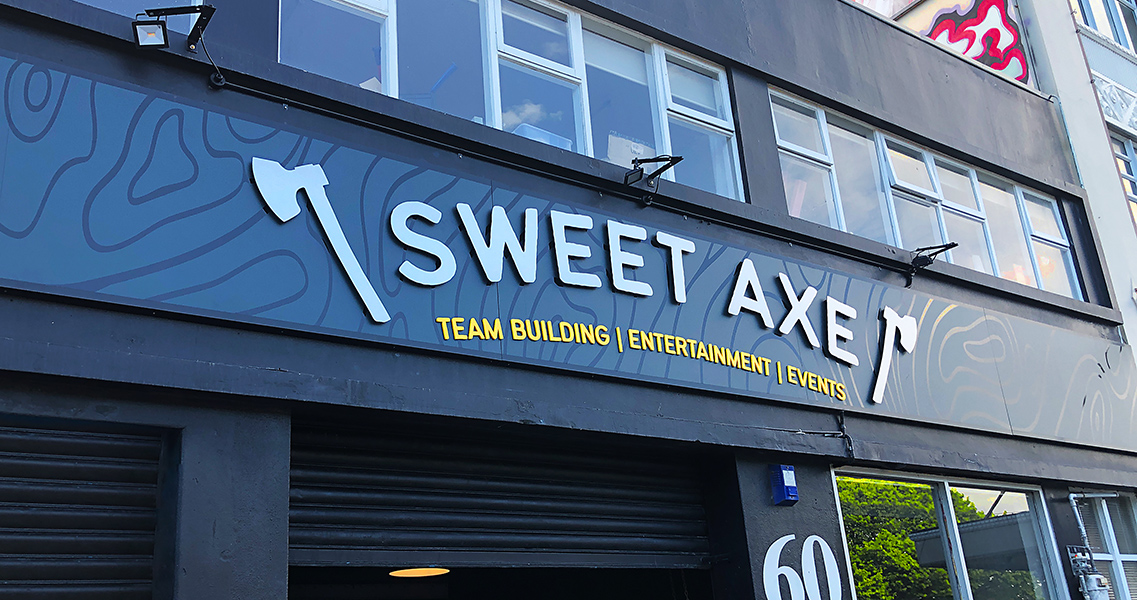 SWEET AXE
TEAM BUILDING | ENTERTAINMENT | EVENTS
60